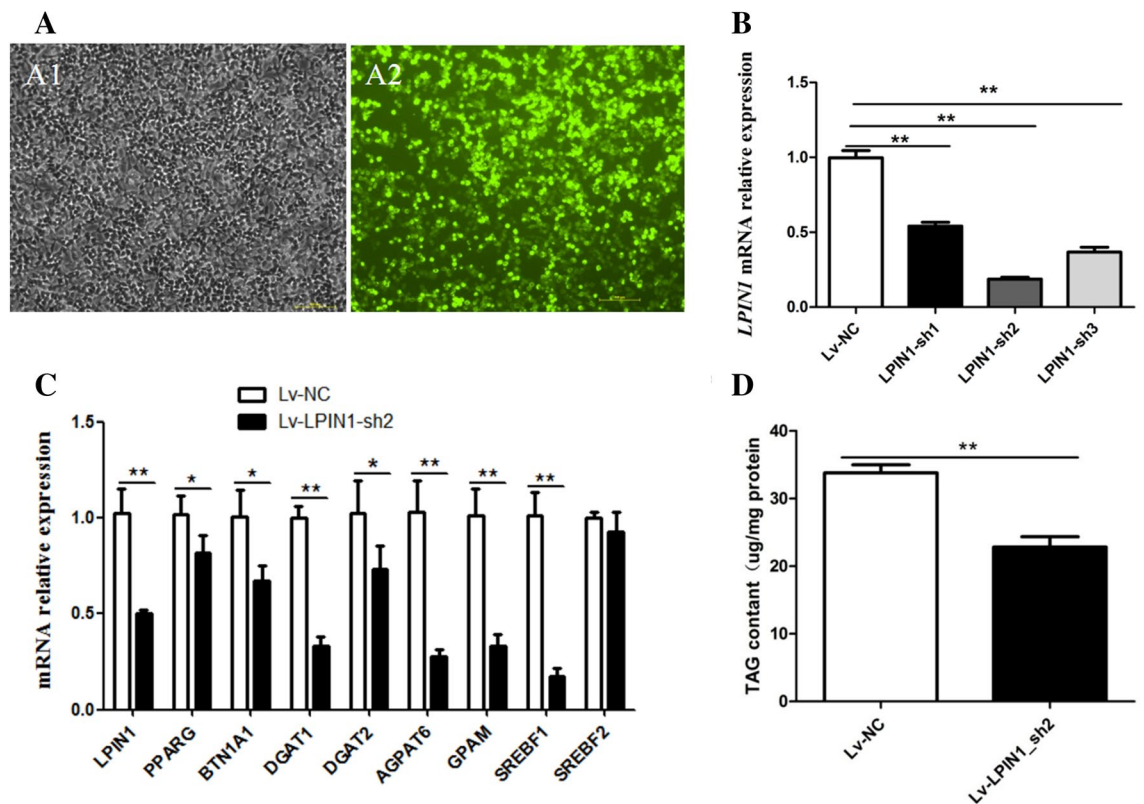 A
A1
A2
B
LPIN1 mRNA relative expression
1.5
1.0
0.5
0.0
**
**
**
Lv-NC
LPIN1-sh1
LPIN1-sh2
LPIN1-sh3
C
Lv-NC
Lv-LPIN1-sh2
mRNA relative expression
1.5
1.0
0.5
0.0
**
*
*
**
*
**
**
**
LPIN1
PPARG
BTN1A1
DGAT1
DGAT2
AGPAT6
GPAM
SREBF1
SREBF2
D
TAG contant（ug/mg protein
40
30
20
10
0
**
Lv-NC
Lv-LPIN1_sh2